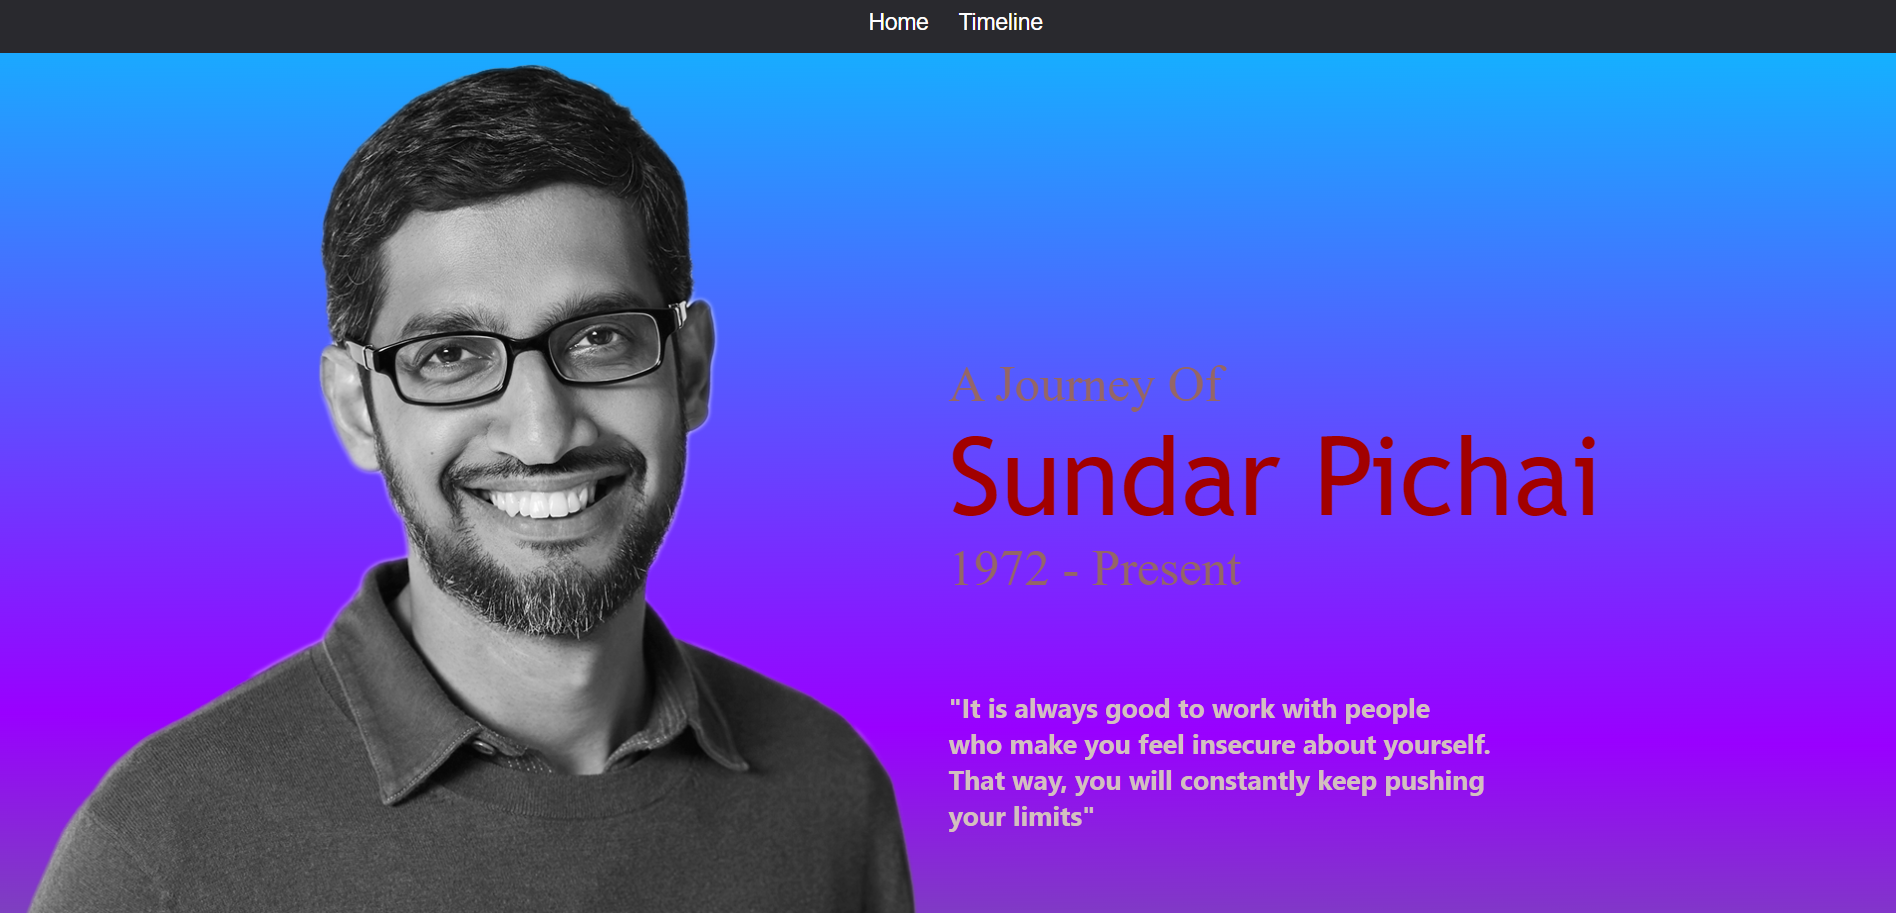 Home Timeline
A Journey Of
Sundar Pichai
1972 - Present
"It is always good to work with people
who make you feel insecure about yourself.
That way, you will constantly keep pushing
your limits"